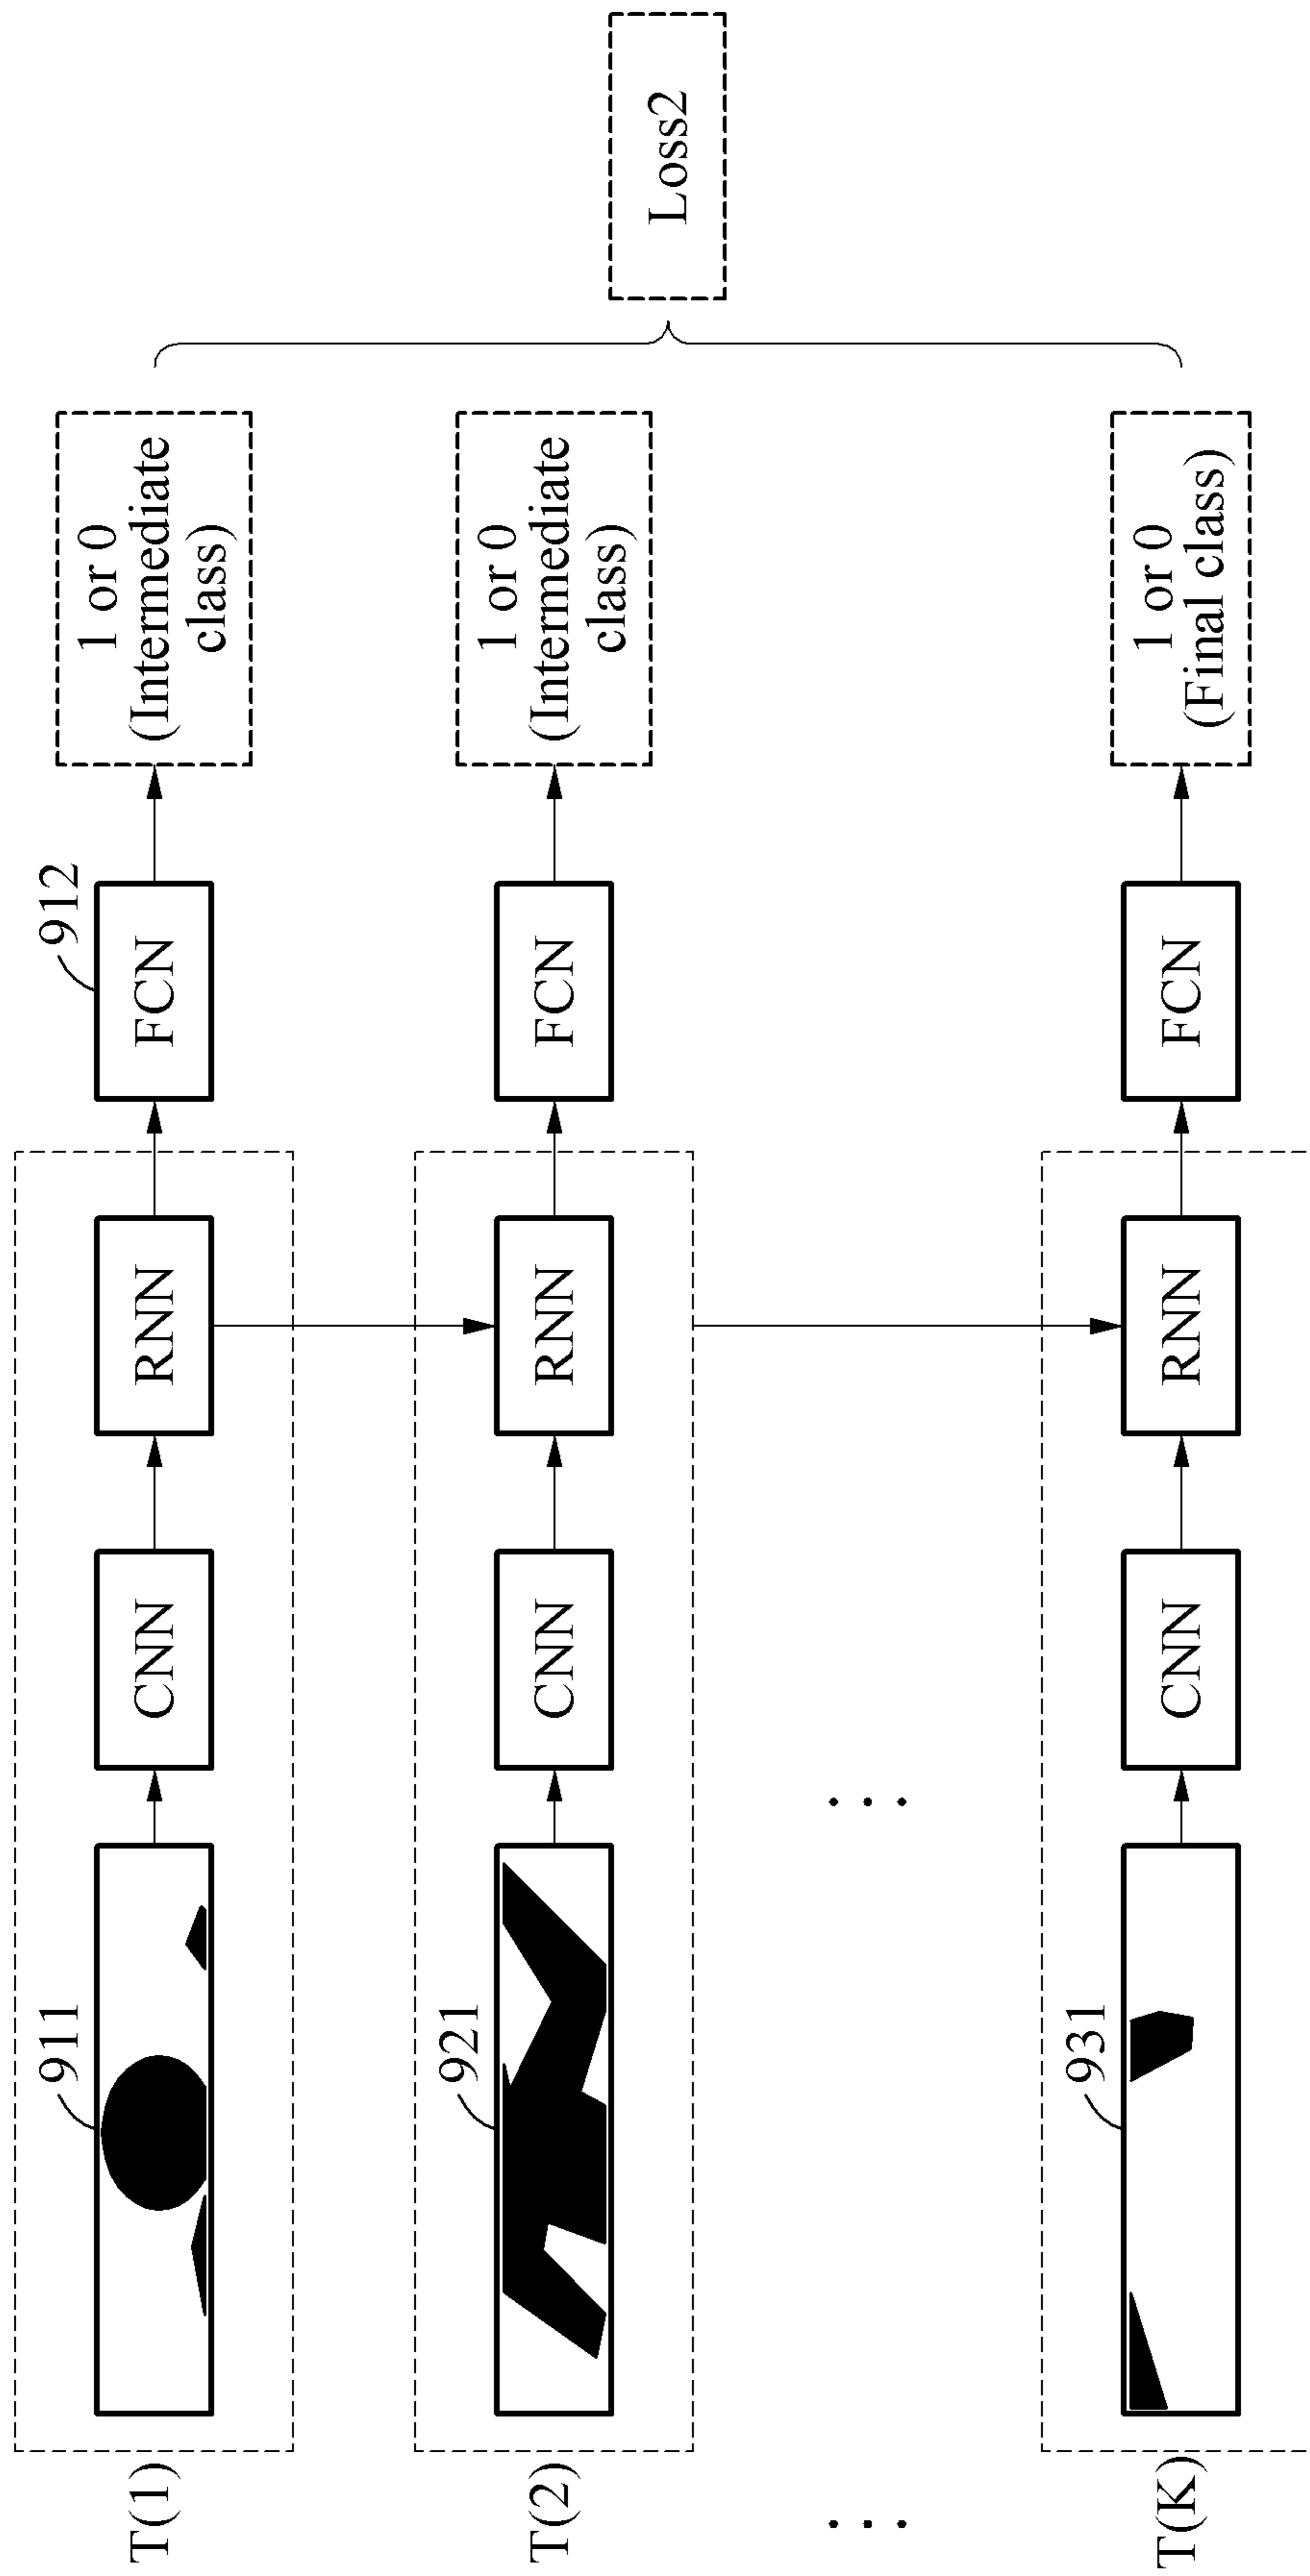 T(1)
911
CNN
RNN
912
FCN
1 or 0
(Intermediate
class)
T(2)
921
CNN
RNN
FCN
1 or 0
(Intermediate
class)
Loss2
. . .
. . .
T(K)
931
CNN
RNN
FCN
1 or 0
(Final class)